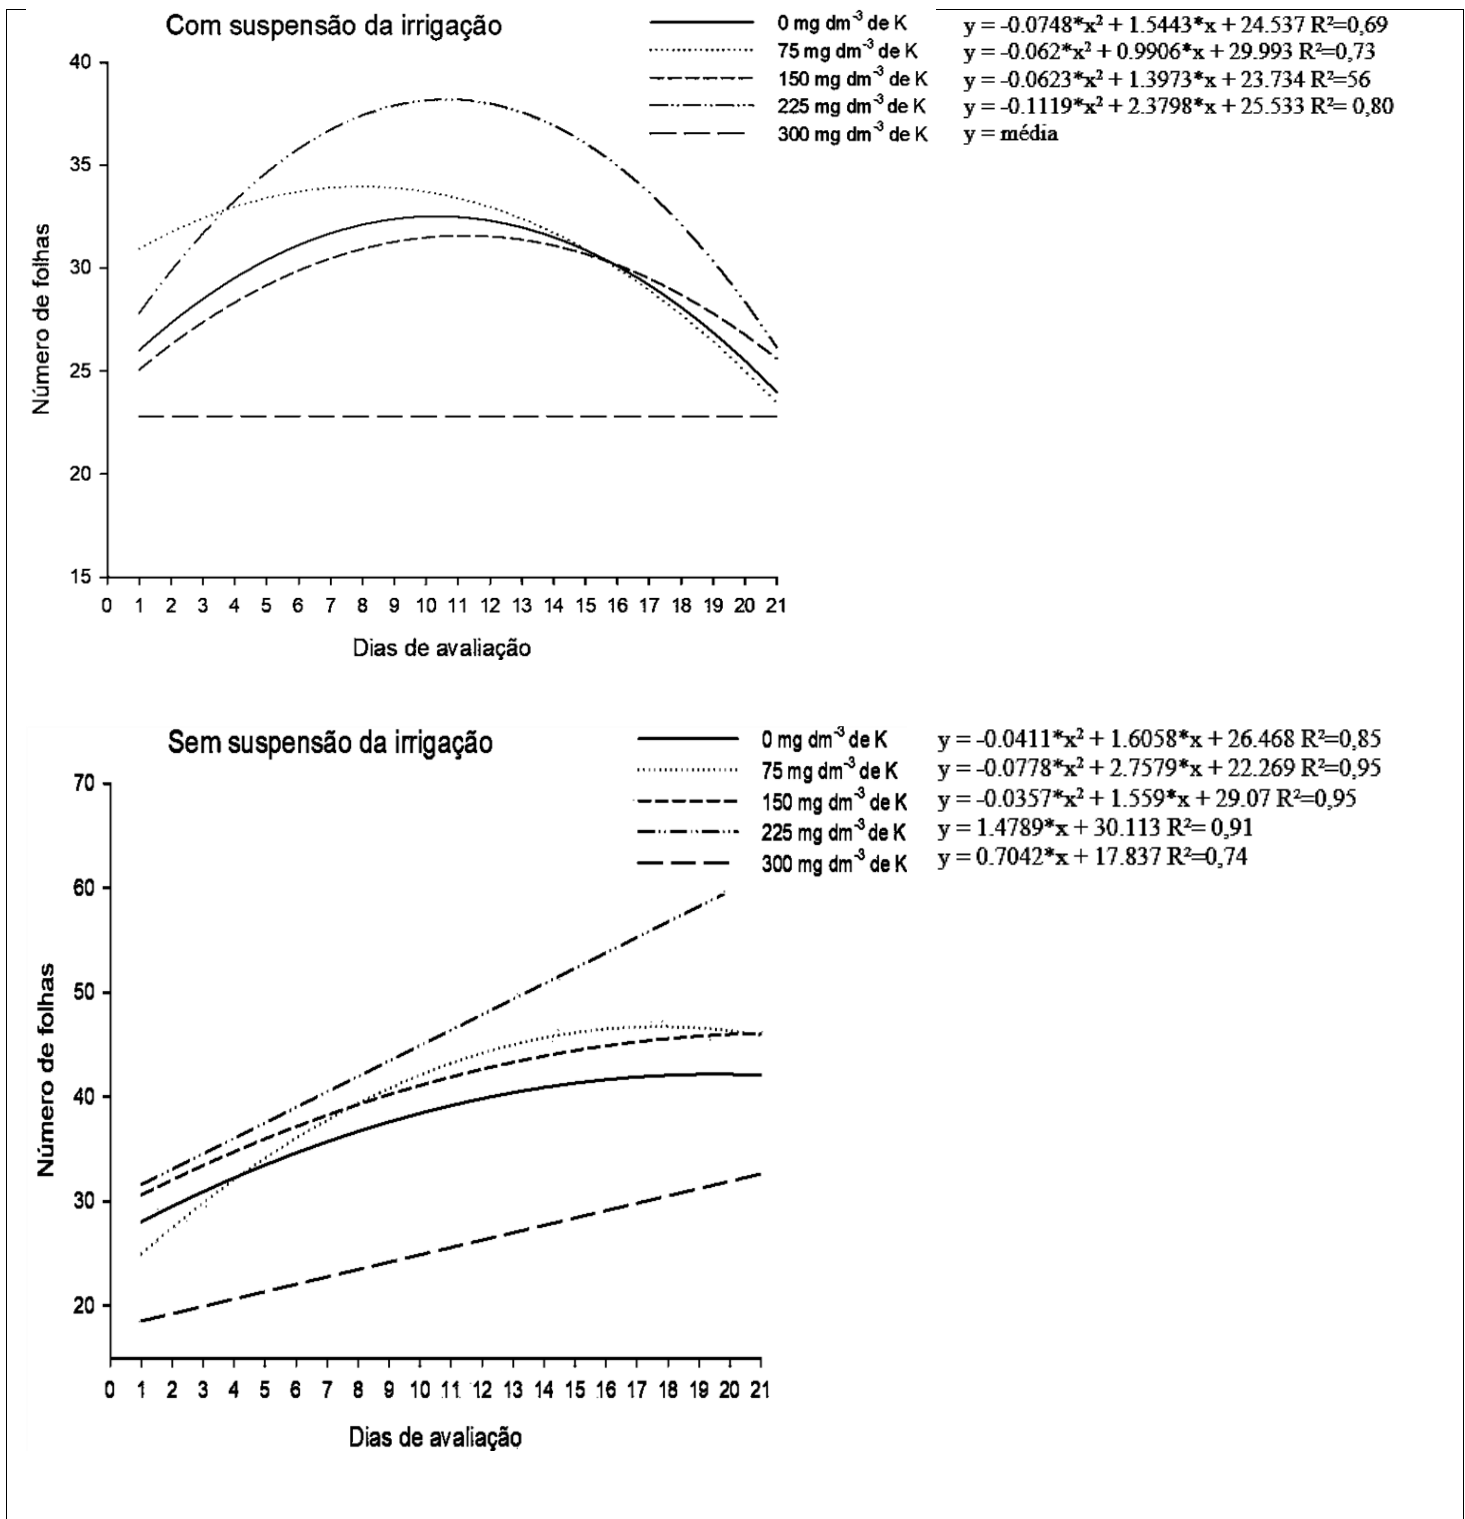 Com suspensão da irrigação
0 mg dm⁻³ de K y = -0.0748*x² + 1.5443*x + 24.537 R²=0,69
75 mg dm⁻³ de K y = -0.062*x² + 0.9906*x + 29.993 R²=0,73
150 mg dm⁻³ de K y = -0.0623*x² + 1.3973*x + 23.734 R²=56
225 mg dm⁻³ de K y = -0.1119*x² + 2.3798*x + 25.533 R²= 0,80
300 mg dm⁻³ de K y = média
Número de folhas
40
35
30
25
20
15
0 1 2 3 4 5 6 7 8 9 10 11 12 13 14 15 16 17 18 19 20 21
Dias de avaliação
Sem suspensão da irrigação
0 mg dm⁻³ de K y = -0.0411*x² + 1.6058*x + 26.468 R²=0,85
75 mg dm⁻³ de K y = -0.0778*x² + 2.7579*x + 22.269 R²=0,95
150 mg dm⁻³ de K y = -0.0357*x² + 1.559*x + 29.07 R²=0,95
225 mg dm⁻³ de K y = 1.4789*x + 30.113 R²= 0,91
300 mg dm⁻³ de K y = 0.7042*x + 17.837 R²=0,74
Número de folhas
70
60
50
40
30
20
0 1 2 3 4 5 6 7 8 9 10 11 12 13 14 15 16 17 18 19 20 21
Dias de avaliação